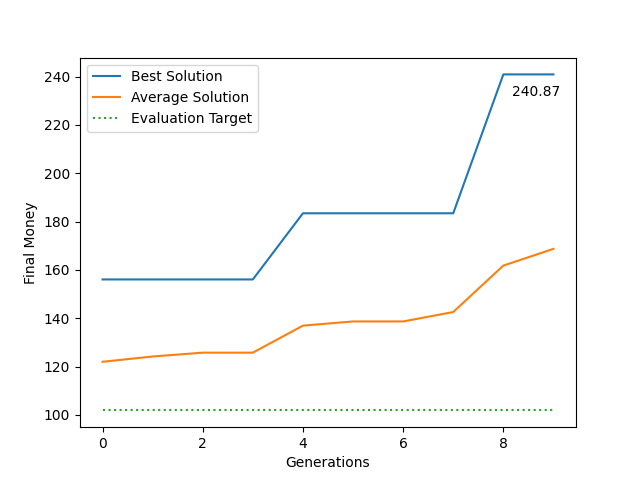 Best Solution
Average Solution
Evaluation Target
240.87
Final Money
240
220
200
180
160
140
120
100
0 2 4 6 8
Generations